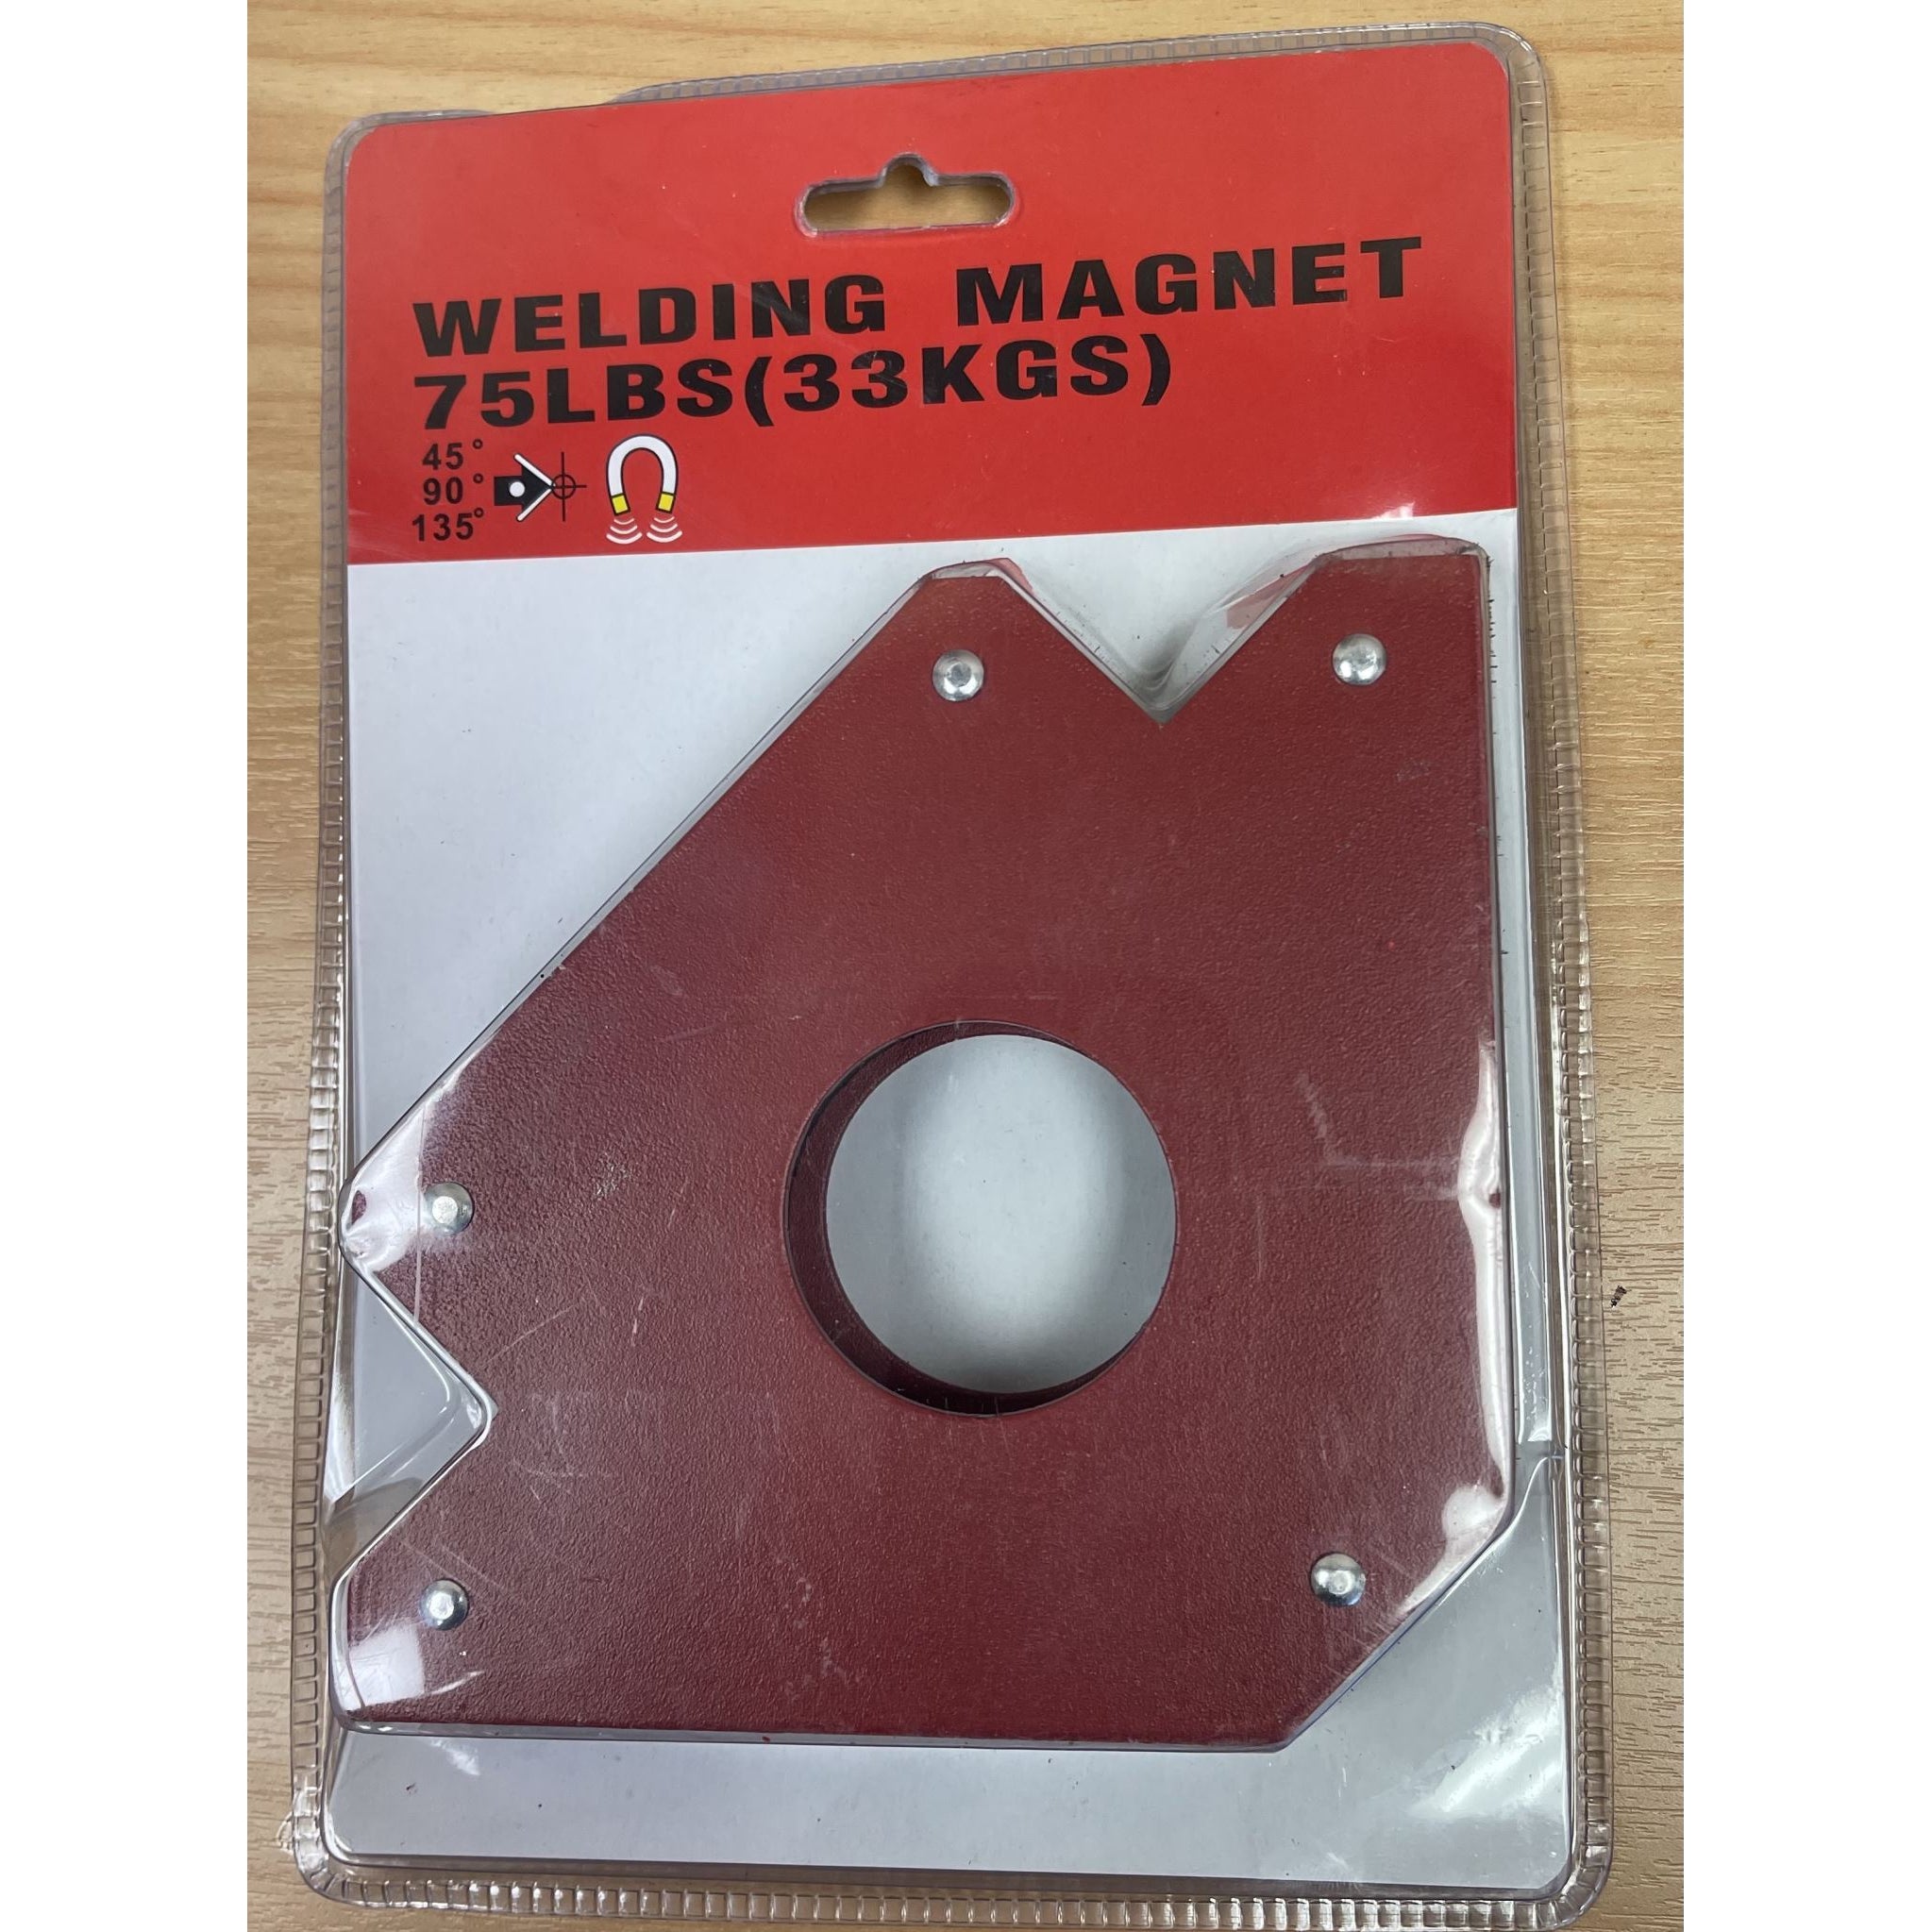 WELDING MAGNET
75LBS(33KGS)
45°
90°
135°